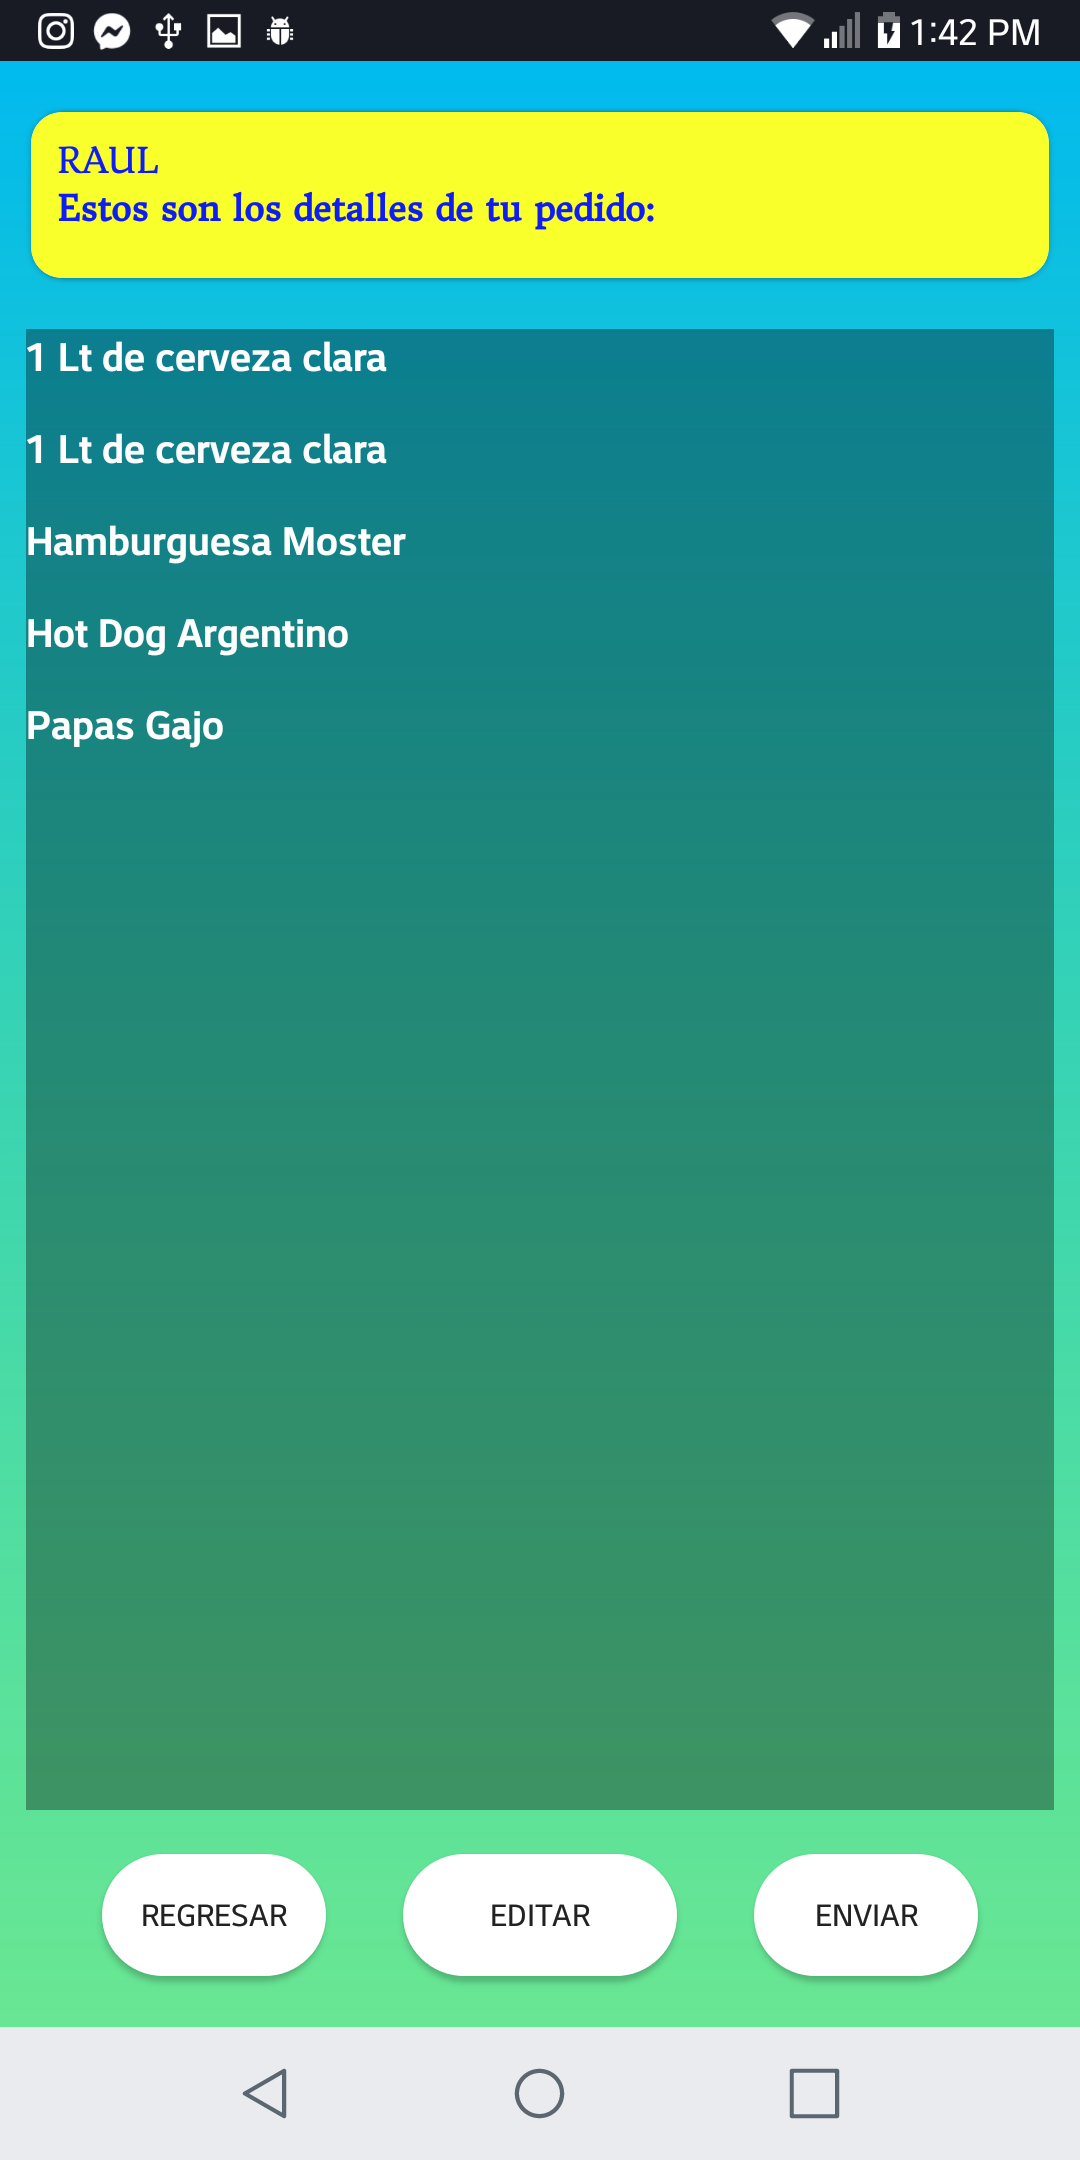 1:42 PM
RAUL
Estos son los detalles de tu pedido:
1 Lt de cerveza clara
1 Lt de cerveza clara
Hamburguesa Moster
Hot Dog Argentino
Papas Gajo
REGRESAR
EDITAR
ENVIAR